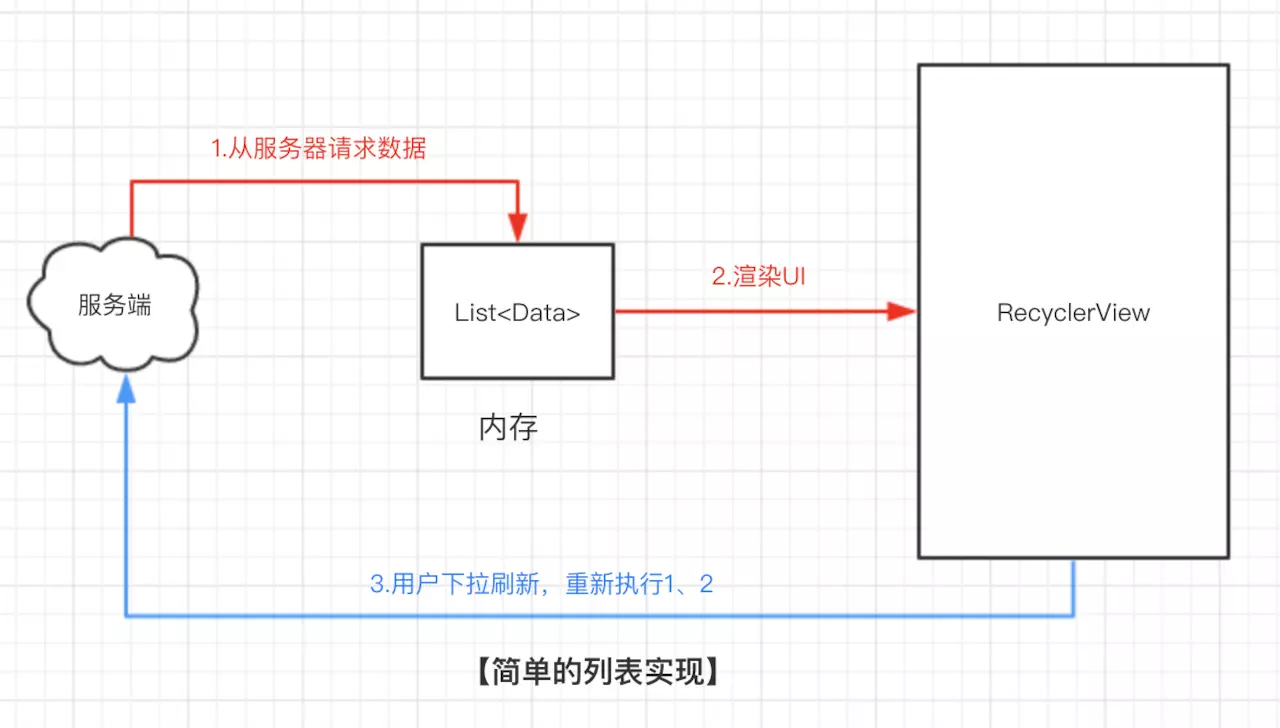 1.从服务器请求数据
2.渲染UI
服务端
List<Data>
RecyclerView
内存
3.用户下拉刷新，重新执行1、2
【简单的列表实现】